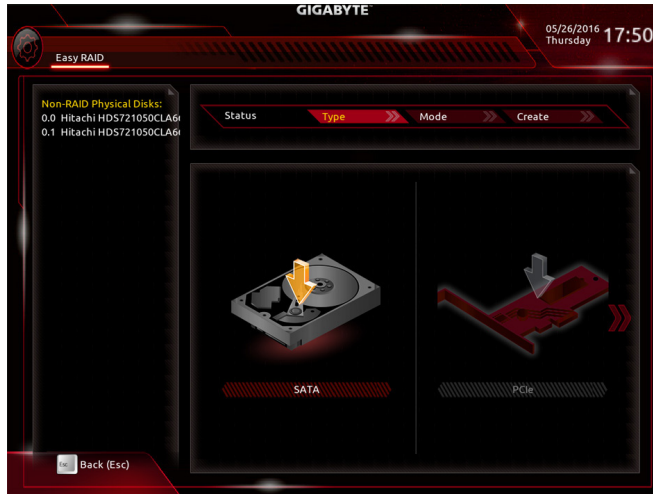 GIGABYTE™
05/26/2016
Thursday
17:50
Easy RAID
Non-RAID Physical Disks:
0.0 Hitachi HDS721050CLA6
0.1 Hitachi HDS721050CLA6
Status
Type
Mode
Create
SATA
PCIe
Esc
Back (Esc)